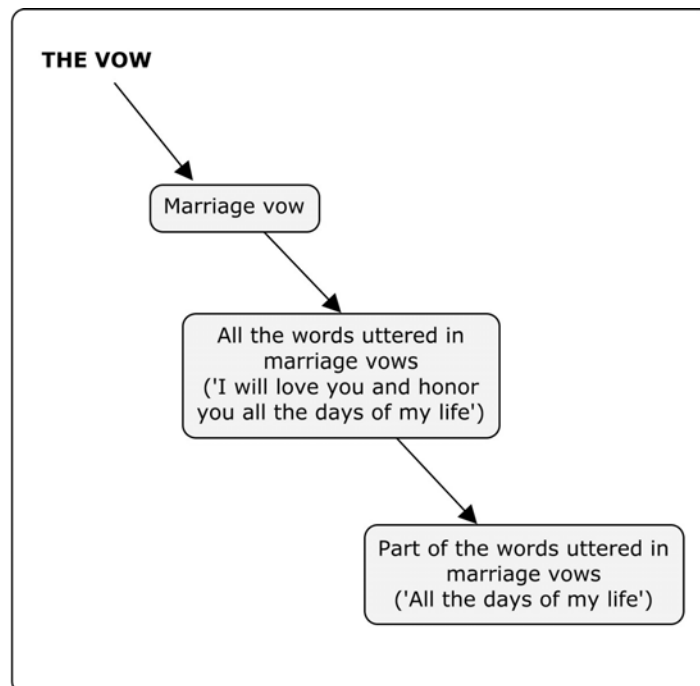 THE VOW
Marriage vow
All the words uttered in
marriage vows
('I will love you and honor
you all the days of my life')
Part of the words uttered in
marriage vows
('All the days of my life')